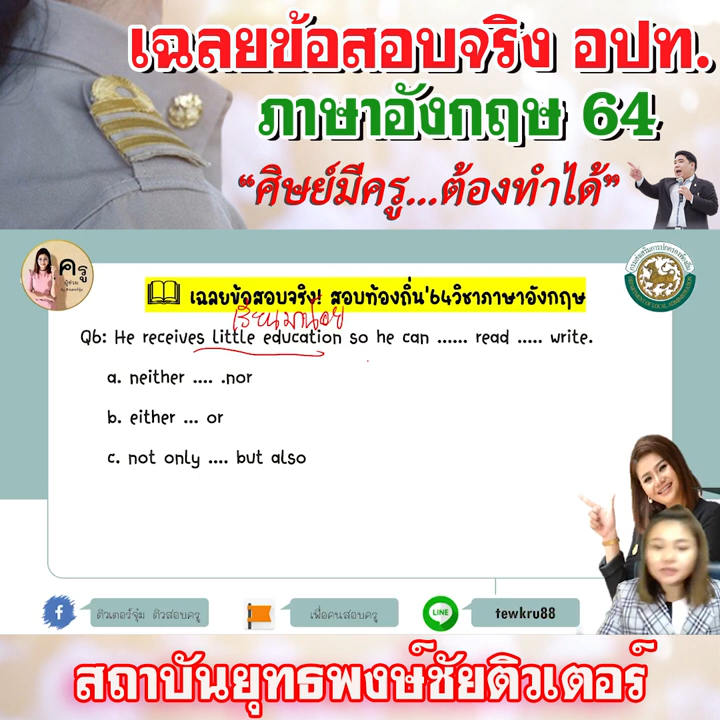 เฉลยข้อสอบจริง อปท.
ภาษาอังกฤษ 64
“ศิษย์มีครู...ต้องทำได้”
ครู
เฉลยข้อสอบจริง! สอบท้องถิ่น'64วิชาภาษาอังกฤษ
เรียนมาน้อย
Q6: He receives little education so he can ...... read ..... write.
a. neither .... .nor
b. either ... or
c. not only .... but also
ติวเตอร์จุ๋ม ติวสอบครู
เพื่อคนสอบครู
LINE
tewkru88
สถาบันยุทธพงษ์ชัยติวเตอร์